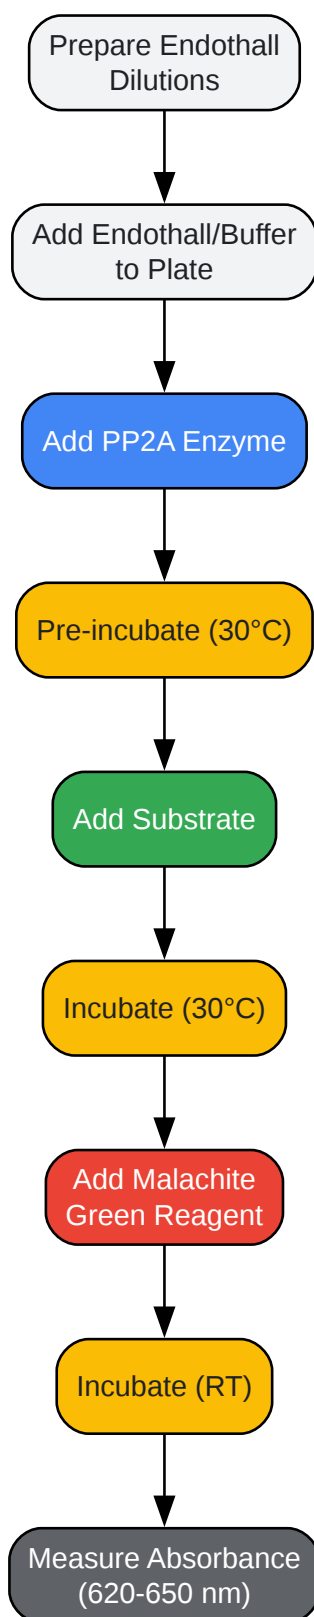 Prepare Endothall
Dilutions
Add Endothall/Buffer
to Plate
Add PP2A Enzyme
Pre-incubate (30°C)
Add Substrate
Incubate (30°C)
Add Malachite
Green Reagent
Incubate (RT)
Measure Absorbance
(620-650 nm)